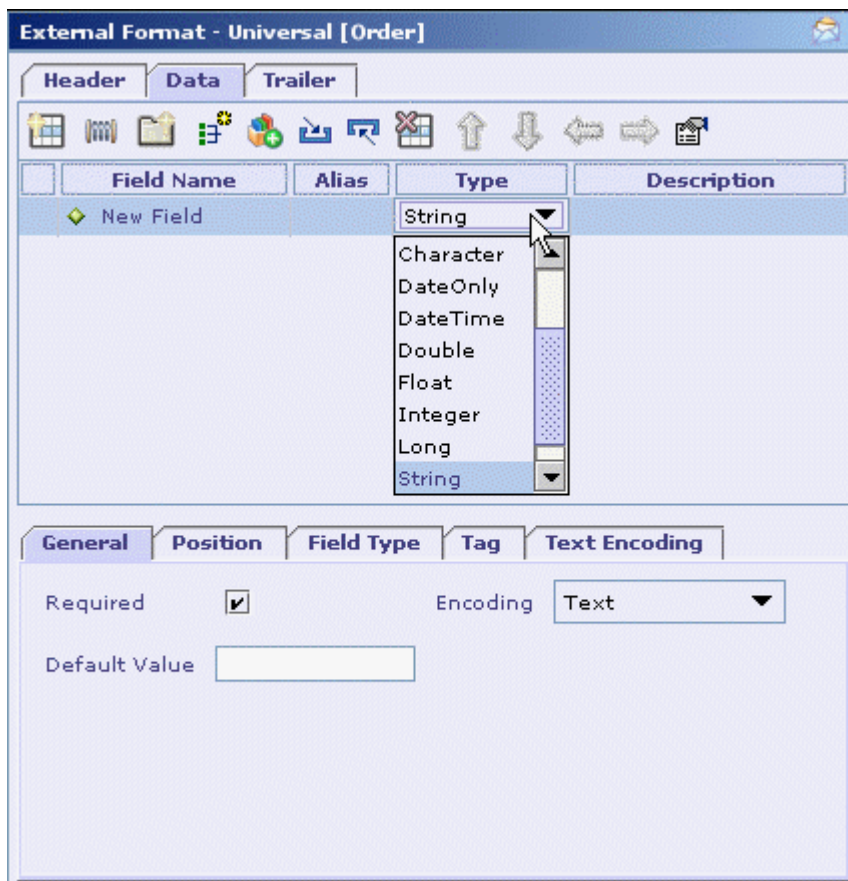 External Format - Universal [Order]
Header Data Trailer
Field Name Alias Type Description
New Field String
Character
DateOnly
DateTime
Double
Float
Integer
Long
String
General Position Field Type Tag Text Encoding
Required Encoding Text
Default Value